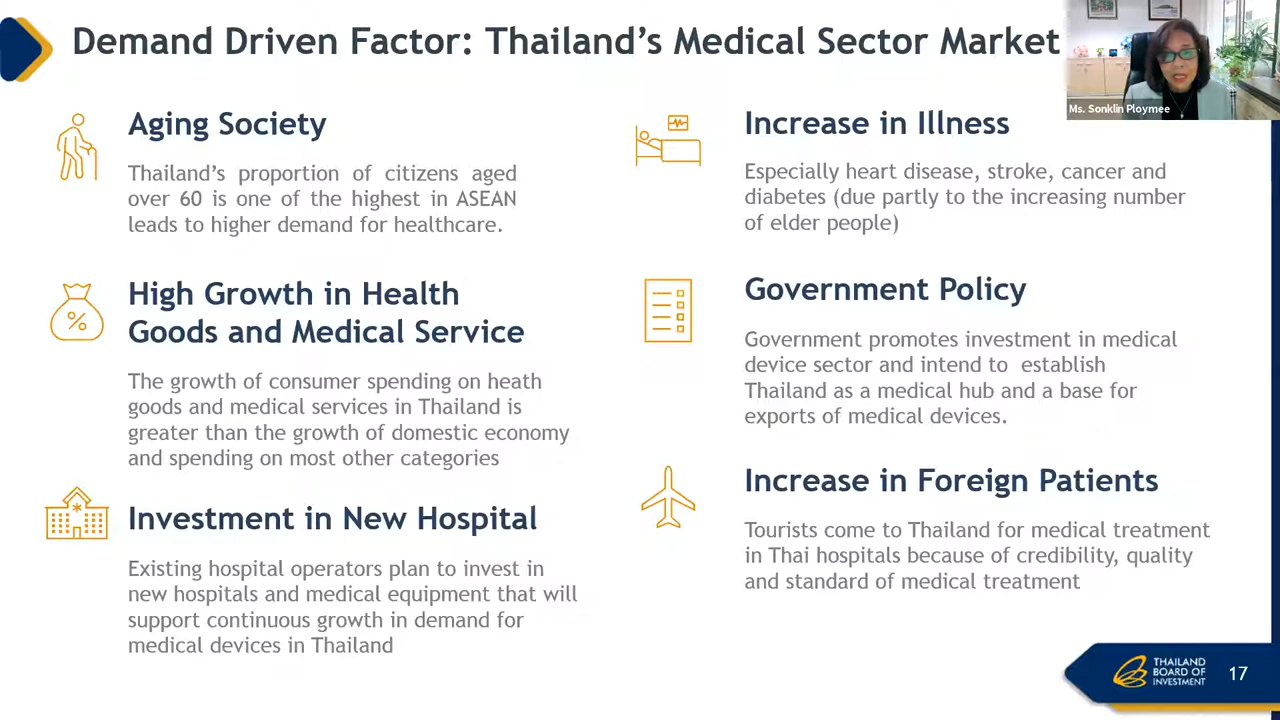 Demand Driven Factor: Thailand's Medical Sector Market
Ms. Sonklin Ploymee
Aging Society
Thailand's proportion of citizens aged
over 60 is one of the highest in ASEAN
leads to higher demand for healthcare.
High Growth in Health
Goods and Medical Service
The growth of consumer spending on heath
goods and medical services in Thailand is
greater than the growth of domestic economy
and spending on most other categories
Investment in New Hospital
Existing hospital operators plan to invest in
new hospitals and medical equipment that will
support continuous growth in demand for
medical devices in Thailand
Increase in Illness
Especially heart disease, stroke, cancer and
diabetes (due partly to the increasing number
of elder people)
Government Policy
Government promotes investment in medical
device sector and intend to  establish
Thailand as a medical hub and a base for
exports of medical devices.
Increase in Foreign Patients
Tourists come to Thailand for medical treatment
in Thai hospitals because of credibility, quality
and standard of medical treatment
THAILAND
BOARD OF
INVESTMENT
17